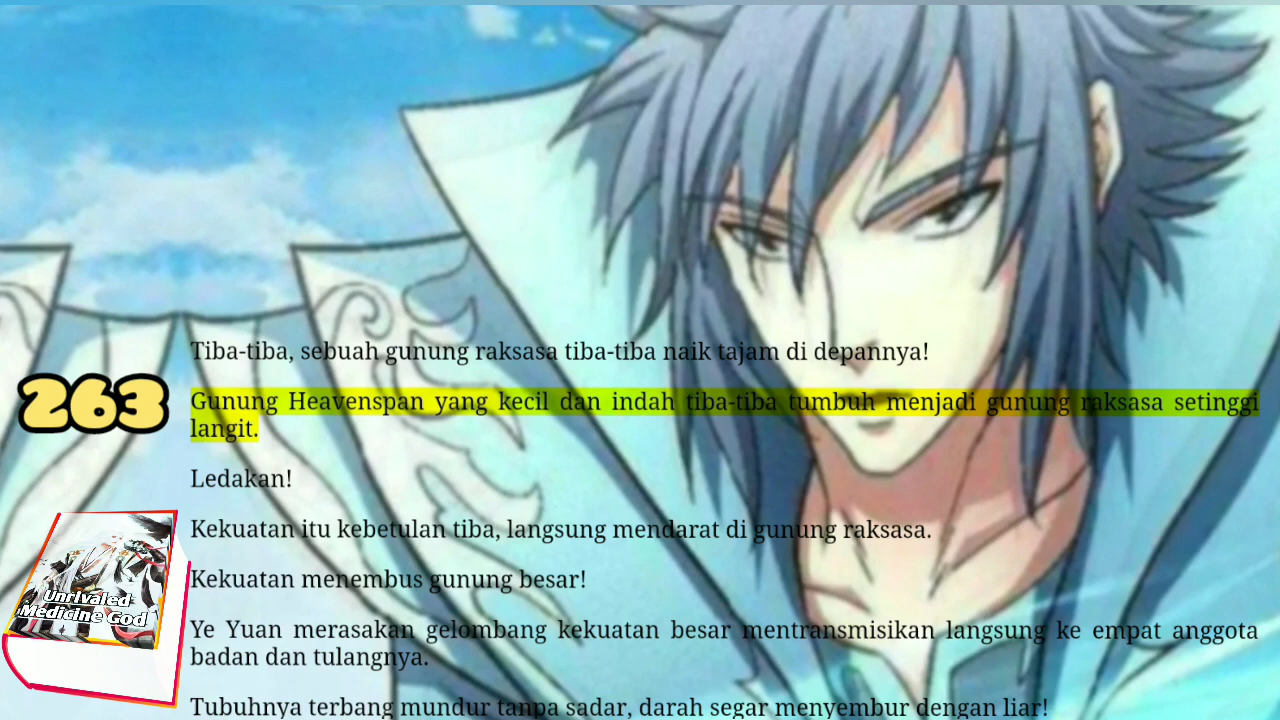 Tiba-tiba, sebuah gunung raksasa tiba-tiba naik tajam di depannya!
263
Gunung Heavenspan yang kecil dan indah tiba-tiba tumbuh menjadi gunung raksasa setinggi
langit.
Ledakan!
Kekuatan itu kebetulan tiba, langsung mendarat di gunung raksasa.
Kekuatan menembus gunung besar!
Unrivaled
Medicine God
Ye Yuan merasakan gelombang kekuatan besar mentransmisikan langsung ke empat anggota
badan dan tulangnya.
Tubuhnya terbang mundur tanpa sadar, darah segar menyembur dengan liar!